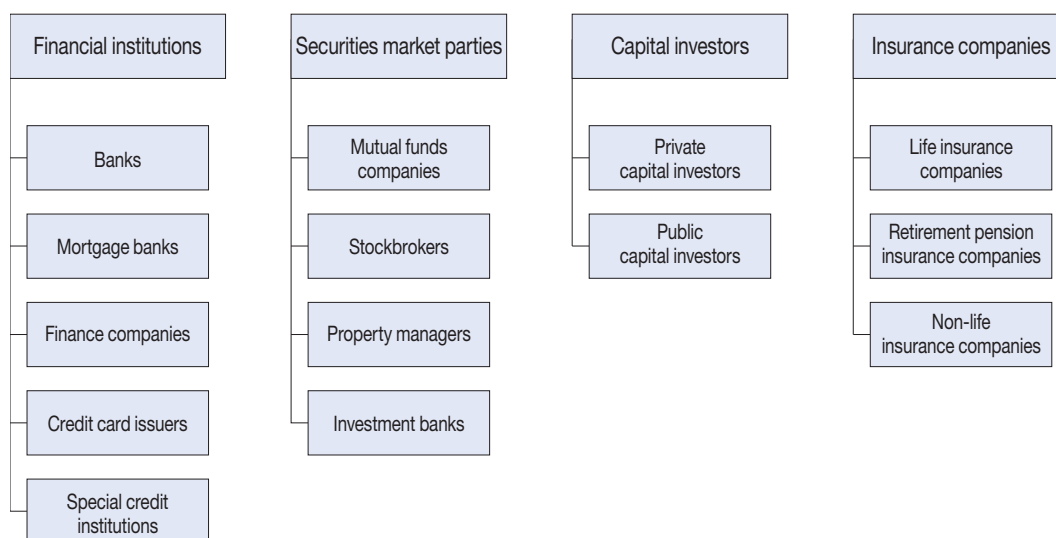 Financial institutions
Banks
Mortgage banks
Finance companies
Credit card issuers
Special credit
institutions
Securities market parties
Mutual funds
companies
Stockbrokers
Property managers
Investment banks
Capital investors
Private
capital investors
Public
capital investors
Insurance companies
Life insurance
companies
Retirement pension
insurance companies
Non-life
insurance companies